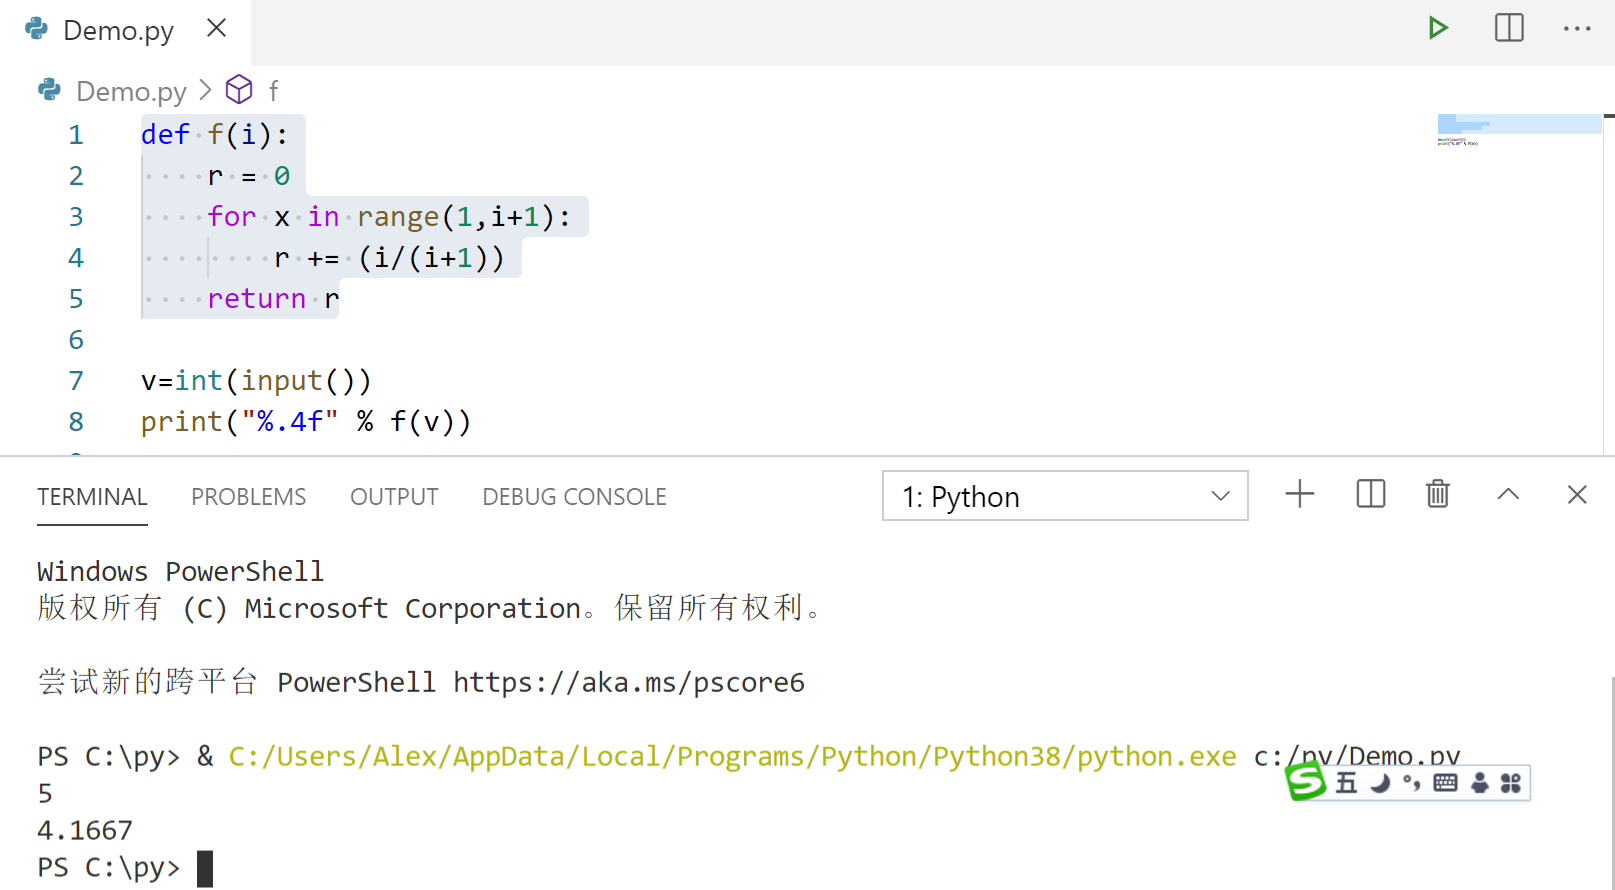 Demo.py
Demo.py > f
1 def f(i):
2     r = 0
3     for x in range(1,i+1):
4         r += (i/(i+1))
5     return r
6
7 v=int(input())
8 print("%.4f" % f(v))
TERMINAL PROBLEMS OUTPUT DEBUG CONSOLE 1: Python
Windows PowerShell
版权所有 (C) Microsoft Corporation。保留所有权利。
尝试新的跨平台 PowerShell https://aka.ms/pscore6
PS C:\py> & C:/Users/Alex/AppData/Local/Programs/Python/Python38/python.exe c:/py/Demo.py
五
5
4.1667
PS C:\py>